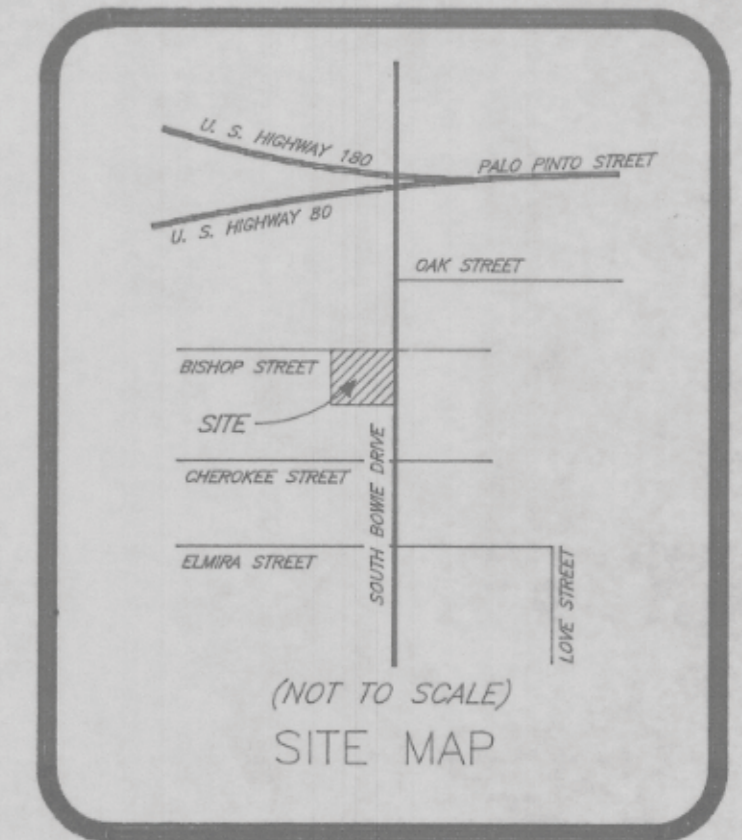 U. S. HIGHWAY 180
PALO PINTO STREET
U. S. HIGHWAY 80
OAK STREET
BISHOP STREET
SITE
CHEROKEE STREET
SOUTH BOWIE DRIVE
ELMIRA STREET
LOVE STREET
(NOT TO SCALE)
SITE MAP